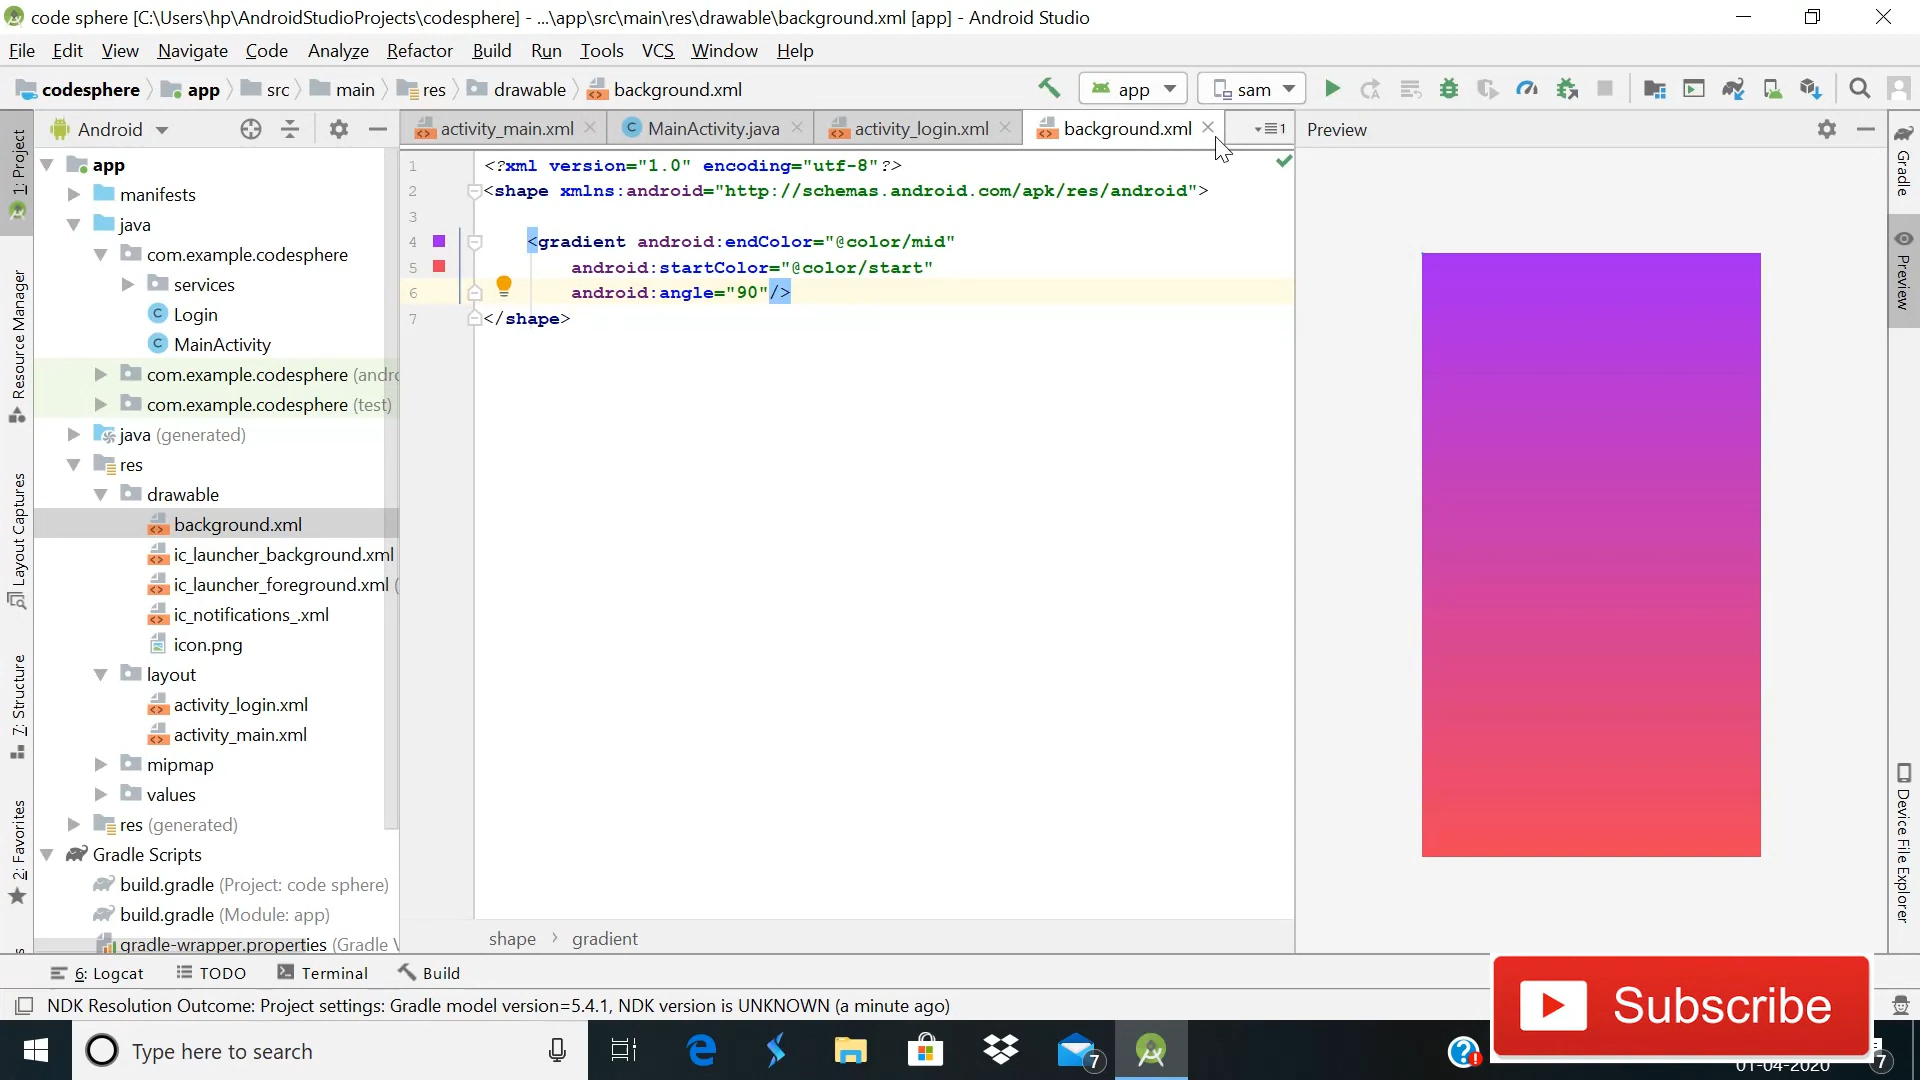 code sphere [C:\Users\hp\AndroidStudioProjects\codesphere] - ...\app\src\main\res\drawable\background.xml [app] - Android Studio
File Edit View Navigate Code Analyze Refactor Build Run Tools VCS Window Help
codesphere app src main res drawable background.xml app sam
Android
activity_main.xml MainActivity.java activity_login.xml background.xml 1 Preview
1: Project
Resource Manager
Layout Captures
7: Structure
2: Favorites
app
manifests
java
com.example.codesphere
services
Login
MainActivity
com.example.codesphere (andro
com.example.codesphere (test)
java (generated)
res
drawable
background.xml
ic_launcher_background.xml
ic_launcher_foreground.xml (
ic_notifications_.xml
icon.png
layout
activity_login.xml
activity_main.xml
mipmap
values
res (generated)
Gradle Scripts
build.gradle (Project: code sphere)
build.gradle (Module: app)
gradle-wrapper.properties (Gradle V
1 <?xml version="1.0" encoding="utf-8"?>
2 <shape xmlns:android="http://schemas.android.com/apk/res/android">
3
4 <gradient android:endColor="@color/mid"
5 android:startColor="@color/start"
6 android:angle="90"/>
7 </shape>
shape gradient
Gradle
Preview
Device File Explorer
6: Logcat TODO Terminal Build
NDK Resolution Outcome: Project settings: Gradle model version=5.4.1, NDK version is UNKNOWN (a minute ago)
Subscribe
Type here to search
7
01-04-2020
7